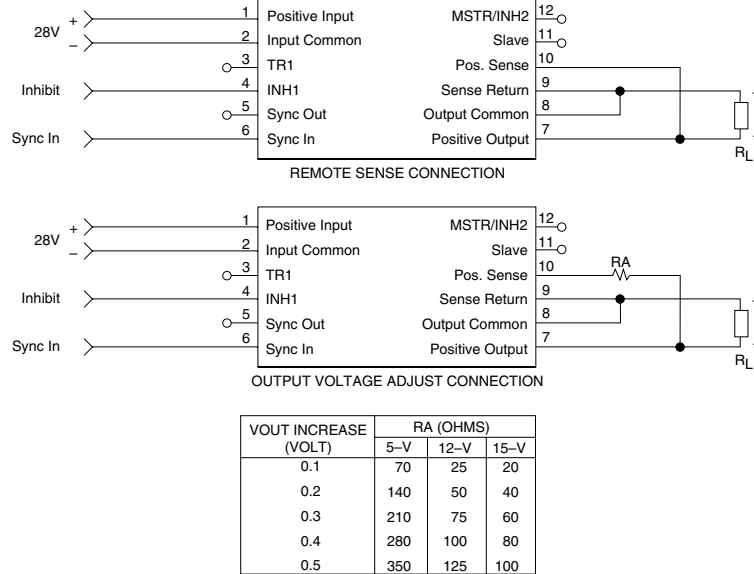 1 Positive Input MSTR/INH2 12
28V + –
2 Input Common Slave 11
3 TR1 Pos. Sense 10
Inhibit 4 INH1 Sense Return 9
5 Sync Out Output Common 8
Sync In 6 Sync In Positive Output 7
RL
REMOTE SENSE CONNECTION
1 Positive Input MSTR/INH2 12
28V + –
2 Input Common Slave 11
3 TR1 Pos. Sense 10 RA
Inhibit 4 INH1 Sense Return 9
5 Sync Out Output Common 8
Sync In 6 Sync In Positive Output 7
RL
OUTPUT VOLTAGE ADJUST CONNECTION
VOUT INCREASE RA (OHMS)
(VOLT) 5–V 12–V 15–V
0.1 70 25 20
0.2 140 50 40
0.3 210 75 60
0.4 280 100 80
0.5 350 125 100